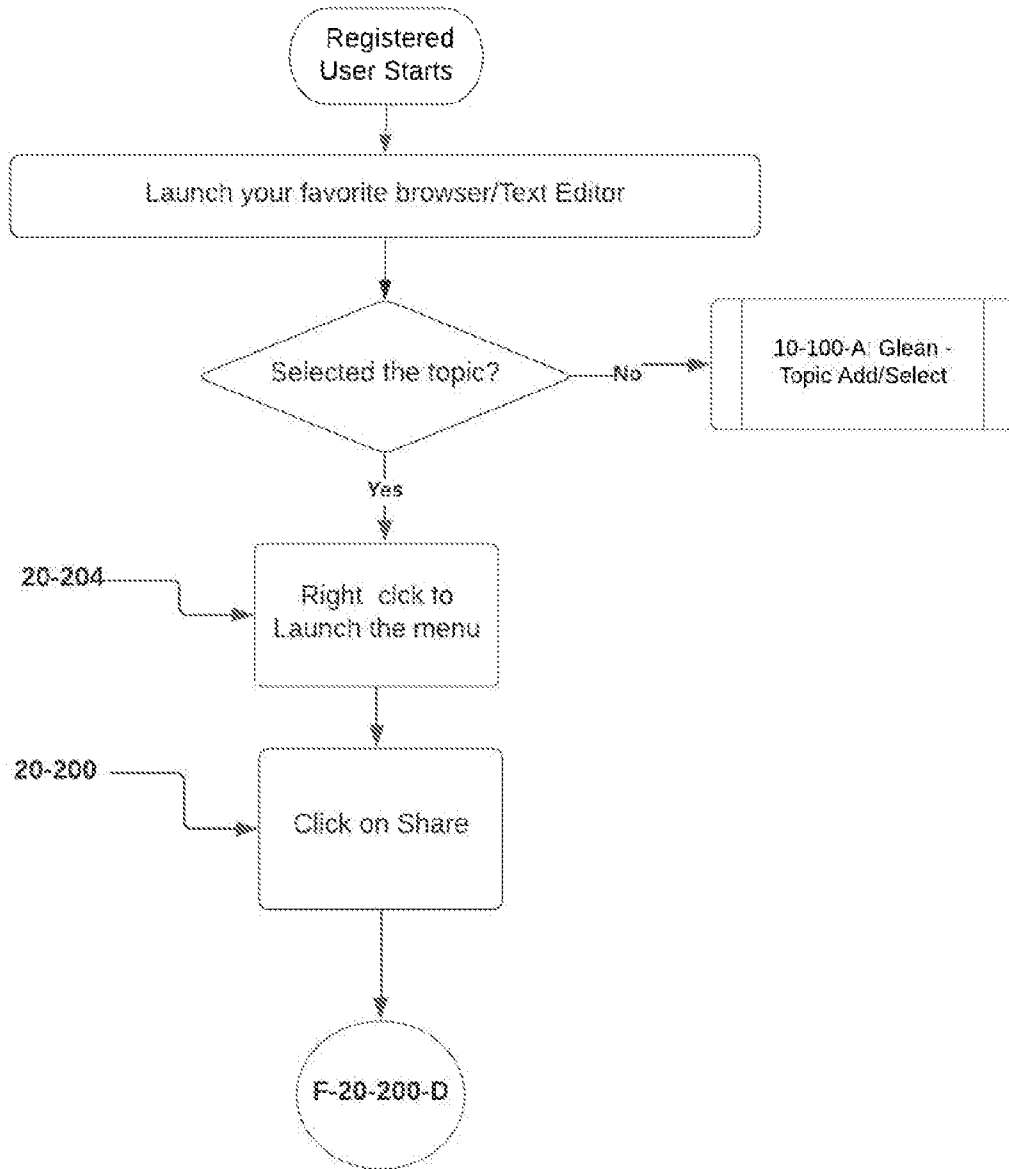 Registered
User Starts
Launch your favorite browser/Text Editor
Selected the topic?
No
10-100-A: Glean -
Topic Add/Select
Yes
20-204
Right cick to
Launch the menu
20-200
Click on Share
F-20-200-D